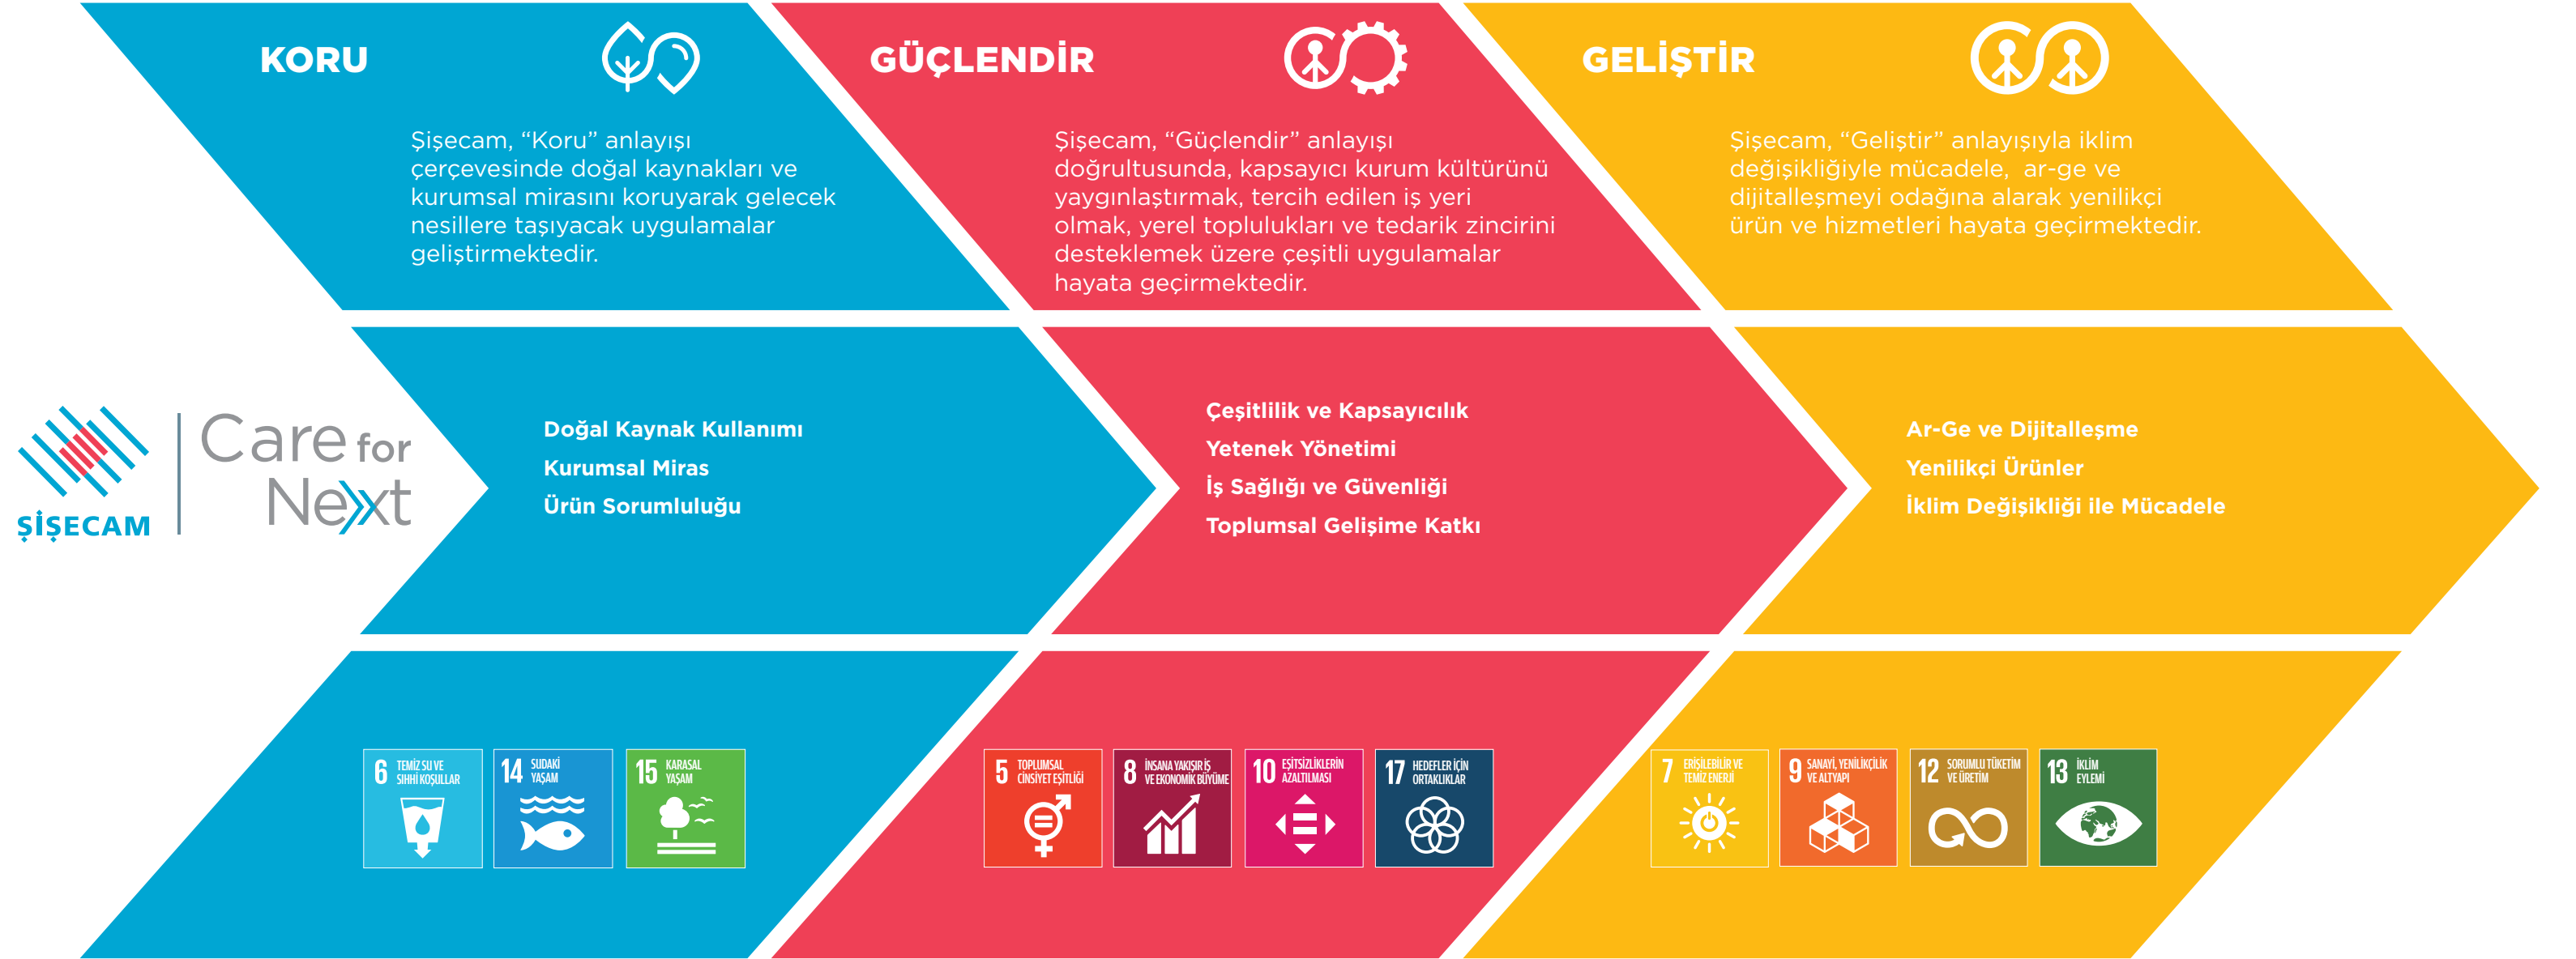 KORU
Şişecam, “Koru” anlayışı
çerçevesinde doğal kaynakları ve
kurumsal mirasını koruyarak gelecek
nesillere taşıyacak uygulamalar
geliştirmektedir.
GÜÇLENDİR
Şişecam, “Güçlendir” anlayışı
doğrultusunda, kapsayıcı kurum kültürünü
yaygınlaştırmak, tercih edilen iş yeri
olmak, yerel toplulukları ve tedarik zincirini
desteklemek üzere çeşitli uygulamalar
hayata geçirmektedir.
GELİŞTİR
Şişecam, “Geliştir” anlayışıyla iklim
değişikliğiyle mücadele,  ar-ge ve
dijitalleşmeyi odağına alarak yenilikçi
ürün ve hizmetleri hayata geçirmektedir.
ŞİŞECAM
Care for
Next
Doğal Kaynak Kullanımı
Kurumsal Miras
Ürün Sorumluluğu
Çeşitlilik ve Kapsayıcılık
Yetenek Yönetimi
İş Sağlığı ve Güvenliği
Toplumsal Gelişime Katkı
Ar-Ge ve Dijitalleşme
Yenilikçi Ürünler
İklim Değişikliği ile Mücadele
6 TEMİZ SU VE
SIHHİ KOŞULLAR
14 SUDAKİ
YAŞAM
15 KARASAL
YAŞAM
5 TOPLUMSAL
CİNSİYET EŞİTLİĞİ
8 İNSANA YAKIŞIR İŞ
VE EKONOMİK BÜYÜME
10 EŞİTSİZLİKLERİN
AZALTILMASI
17 HEDEFLER İÇİN
ORTAKLIKLAR
7 ERİŞİLEBİLİR VE
TEMİZ ENERJİ
9 SANAYİ, YENİLİKÇİLİK
VE ALTYAPI
12 SORUMLU TÜKETİM
VE ÜRETİM
13 İKLİM
EYLEMİ